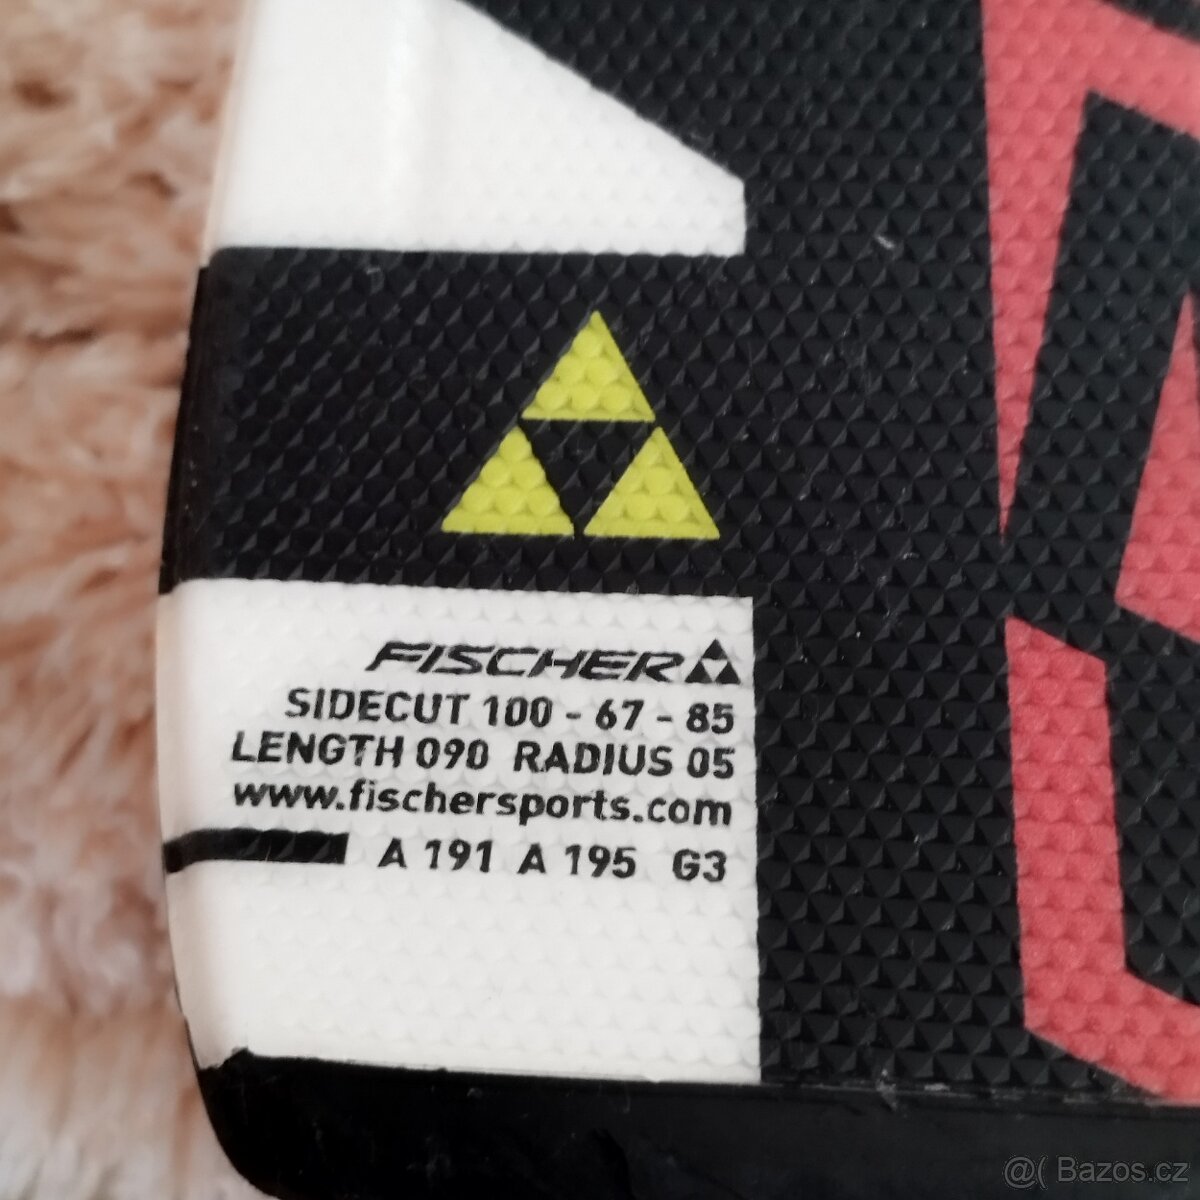 FISCHER
SIDECUT 100 - 67 - 85
LENGTH 090 RADIUS 05
www.fischersports.com
A 191 A 195 G3
@( Bazos.cz